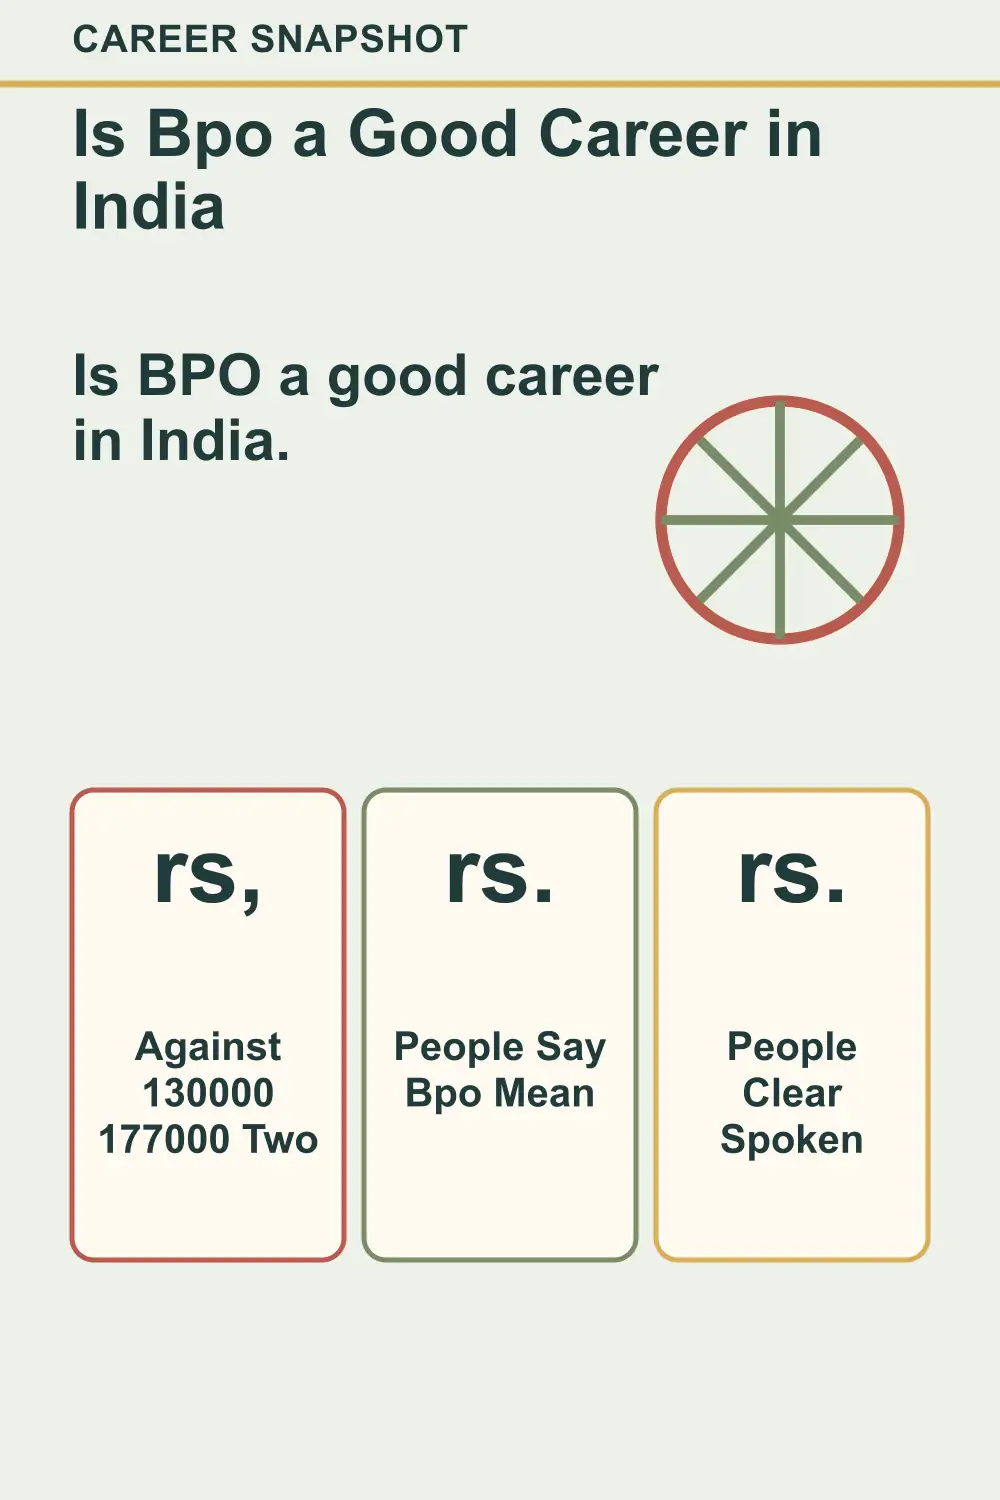 CAREER SNAPSHOT
Is Bpo a Good Career in
India
Is BPO a good career
in India.
rs,
Against
130000
177000 Two
rs.
People Say
Bpo Mean
rs.
People
Clear
Spoken